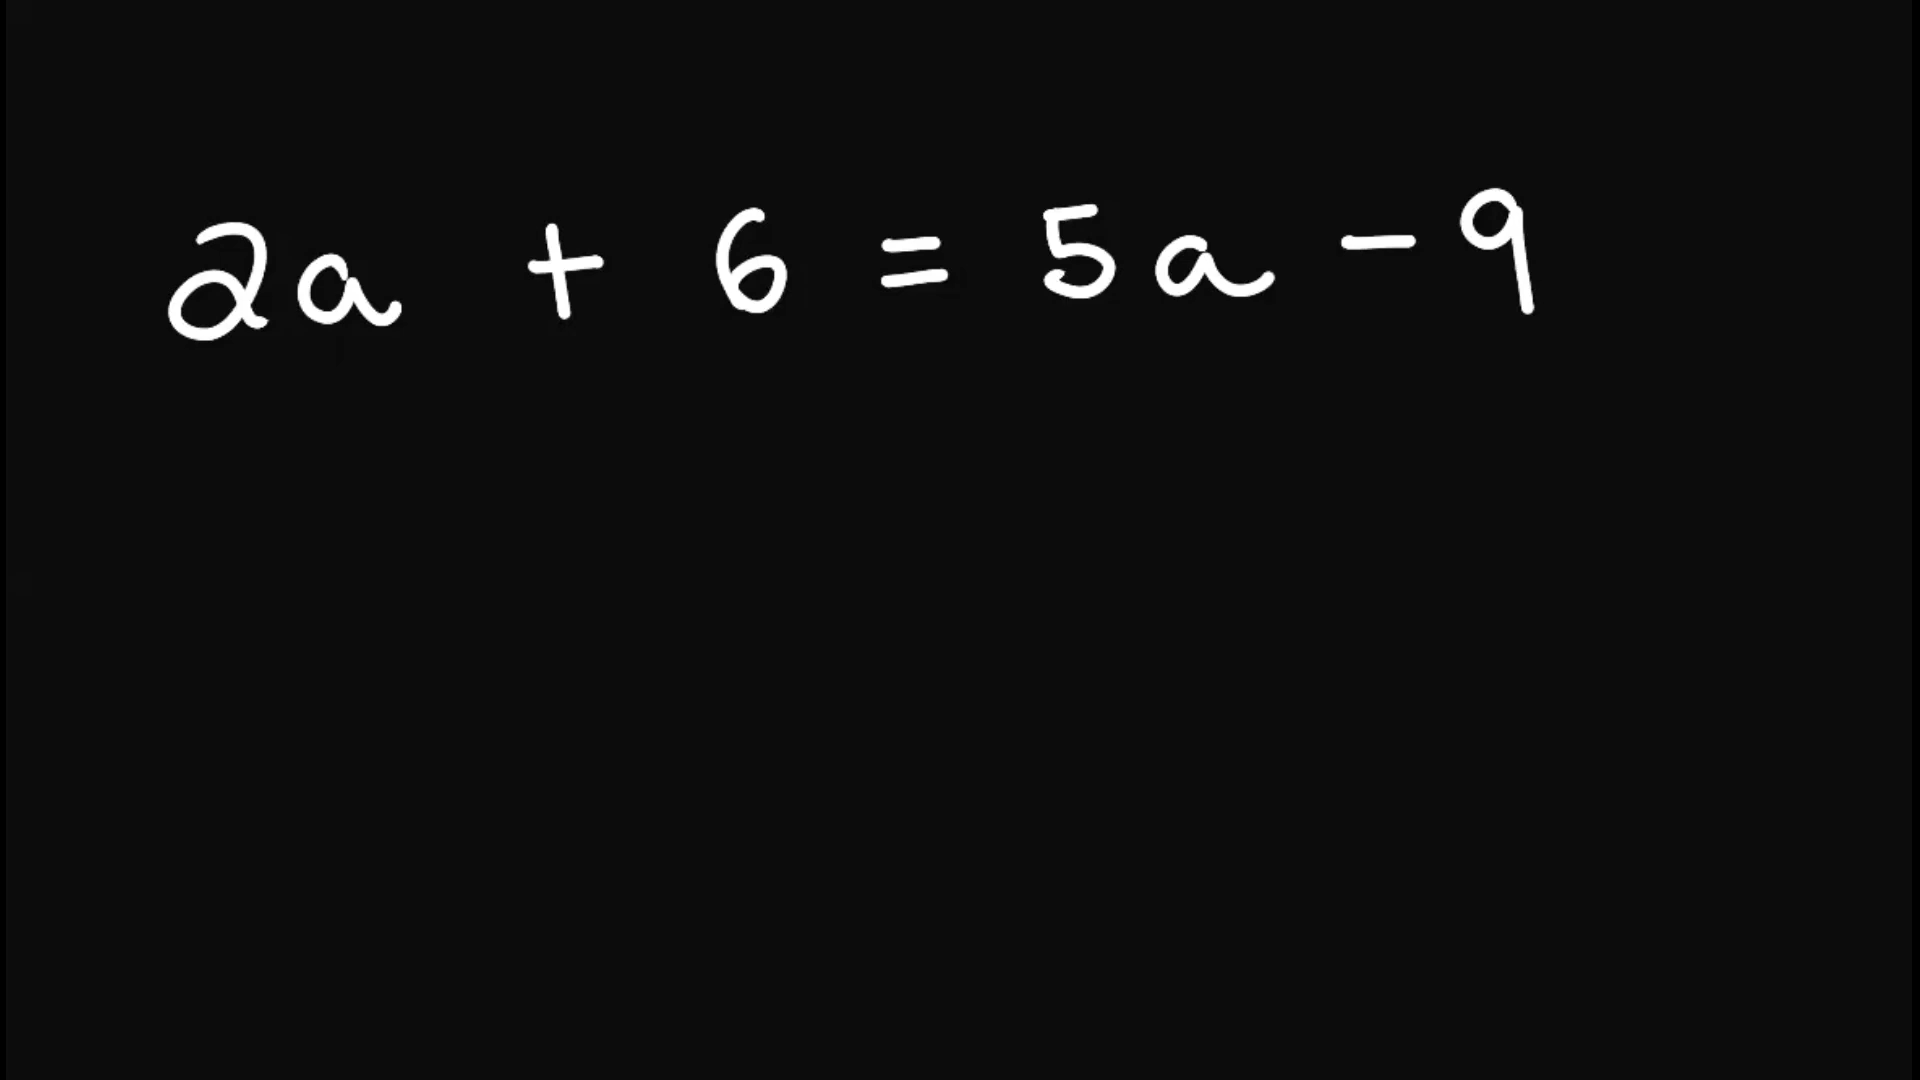 2a + 6 = 5a - 9